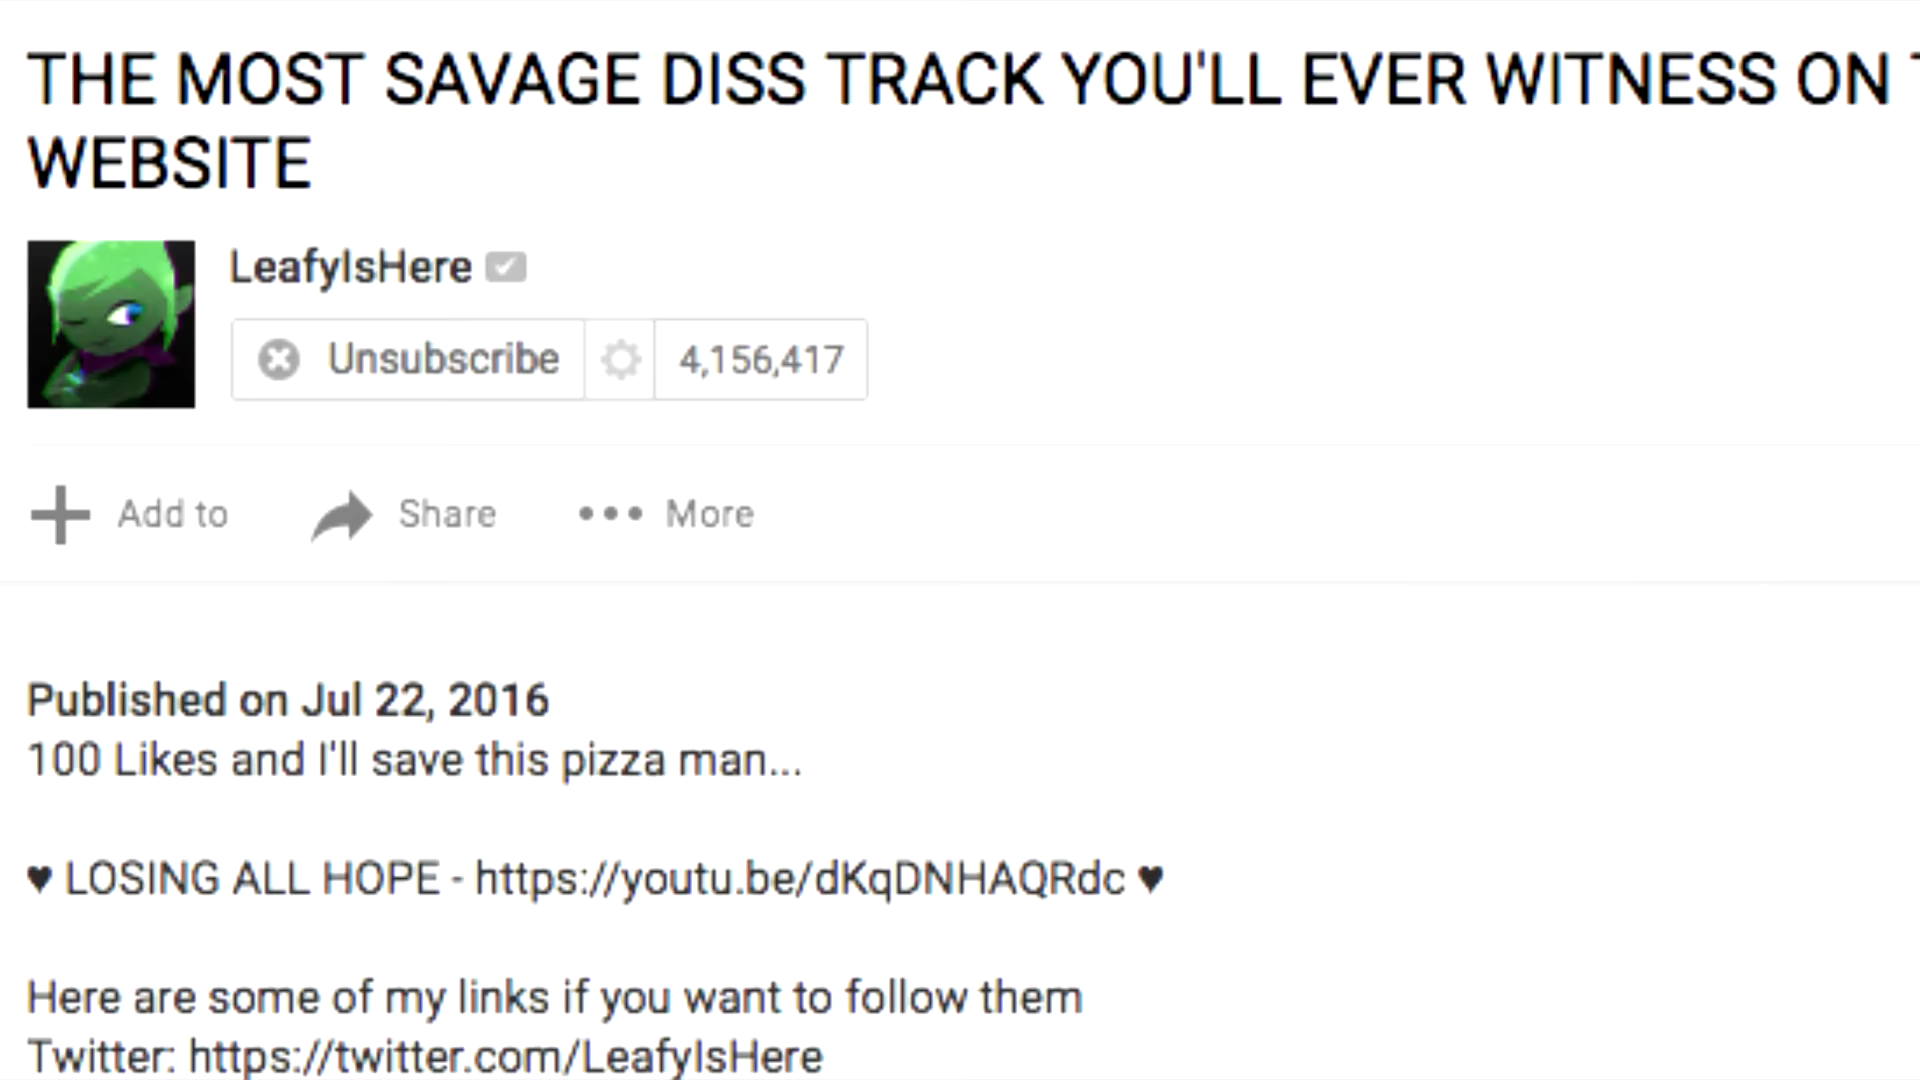 THE MOST SAVAGE DISS TRACK YOU'LL EVER WITNESS ON
WEBSITE
LeafyIsHere
Unsubscribe 4,156,417
Add to Share More
Published on Jul 22, 2016
100 Likes and I'll save this pizza man...
♥ LOSING ALL HOPE - https://youtu.be/dKqDNHAQRdc ♥
Here are some of my links if you want to follow them
Twitter: https://twitter.com/LeafyIsHere